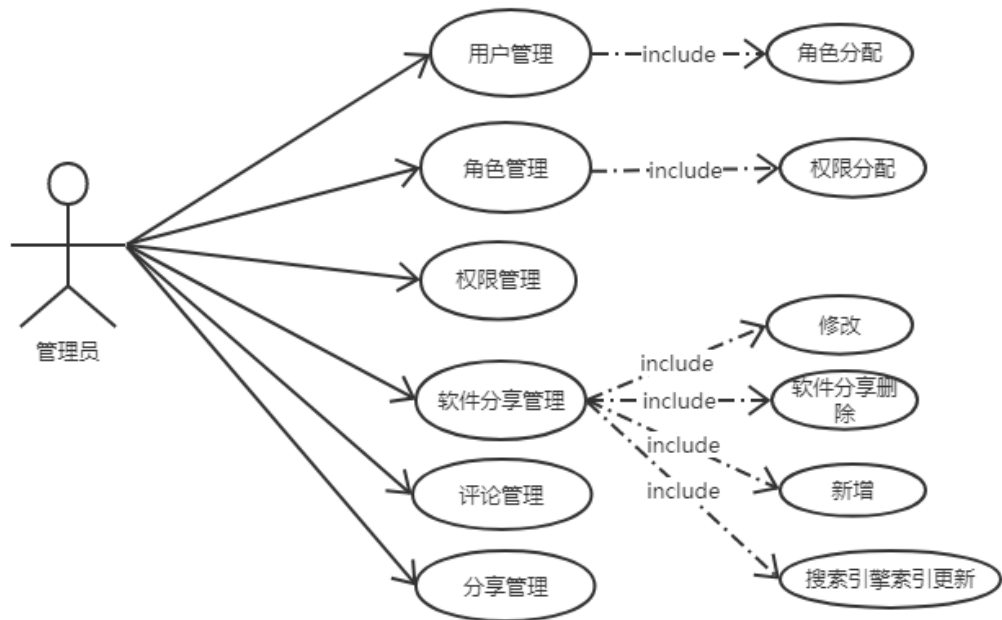 用户管理
include
角色分配
角色管理
include
权限分配
权限管理
管理员
修改
include
软件分享管理
include
软件分享删
除
include
新增
评论管理
include
分享管理
搜索引擎索引更新